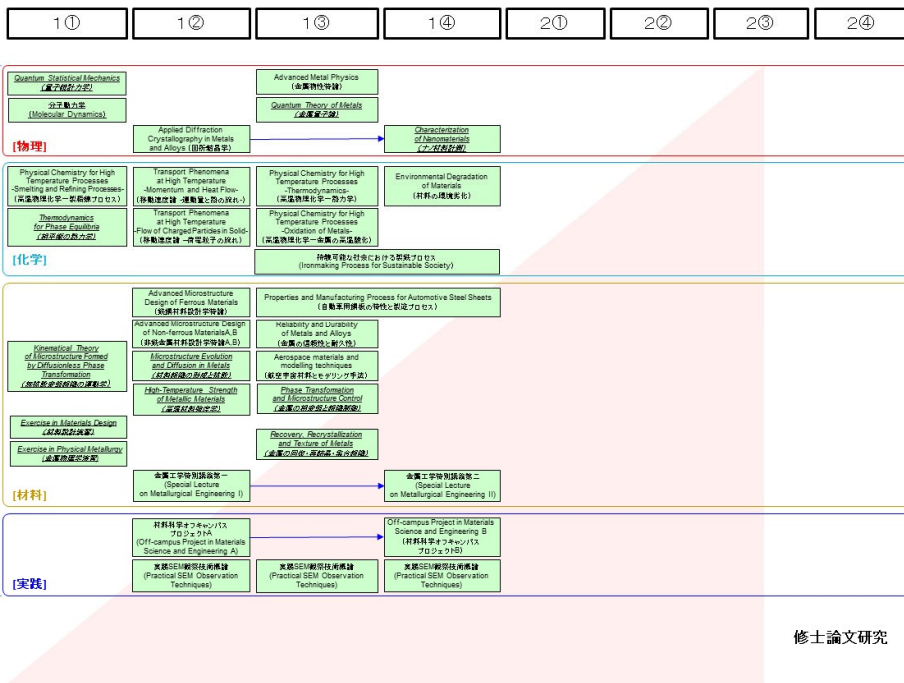 1① 1② 1③ 1④ 2① 2② 2③ 2④
Quantum Statistical Mechanics
(量子統計力学)
分子動力学
(Molecular Dynamics)
Advanced Metal Physics
(金属物性特論)
Quantum Theory of Metals
(金属量子論)
Applied Diffraction
Crystallography in Metals
and Alloys (回折結晶学)
Characterization
of Nanomaterials
(ナノ材料計測)
[物理]
Physical Chemistry for High
Temperature Processes
-Smelting and Refining Processes-
(高温物理化学ー製精錬プロセス)
Transport Phenomena
at High Temperature
-Momentum and Heat Flow-
(移動速度論 -運動量と熱の流れ-)
Physical Chemistry for High
Temperature Processes
-Thermodynamics-
(高温物理化学ー熱力学)
Environmental Degradation
of Materials
(材料の環境劣化)
Thermodynamics
for Phase Equilibria
(相平衡の熱力学)
Transport Phenomena
at High Temperature
-Flow of Charged Particles in Solid-
(移動速度論 -荷電粒子の流れ)
Physical Chemistry for High
Temperature Processes
-Oxidation of Metals-
(高温物理化学ー金属の高温酸化)
[化学]
持続可能な社会における製鉄プロセス
(Ironmaking Process for Sustainable Society)
Advanced Microstructure
Design of Ferrous Materials
(鉄鋼材料設計学特論)
Properties and Manufacturing Process for Automotive Steel Sheets
(自動車用鋼板の特性と製造プロセス)
Advanced Microstructure Design
of Non-ferrous MaterialsA,B
(非鉄金属材料設計学特論A,B)
Reliability and Durability
of Metals and Alloys
(金属の信頼性と耐久性)
Kinematical Theory
of Microstructure Formed
by Diffusionless Phase
Transformation
(無拡散変態組織の運動学)
Microstructure Evolution
and Diffusion in Metals
(材料組織の形成と拡散)
Aerospace materials and
modelling techniques
(航空宇宙材料とモデリング手法)
High-Temperature Strength
of Metallic Materials
(高温材料強度学)
Phase Transformation
and Microstructure Control
(金属の相変態と組織制御)
Exercise in Materials Design
(材料設計演習)
Exercise in Physical Metallurgy
(金属物理学演習)
Recovery, Recrystallization
and Texture of Metals
(金属の回復・再結晶・集合組織)
[材料]
金属工学特別講義第一
(Special Lecture
on Metallurgical Engineering I)
金属工学特別講義第二
(Special Lecture
on Metallurgical Engineering II)
材料科学オフキャンパス
プロジェクトA
(Off-campus Project in Materials
Science and Engineering A)
Off-campus Project in Materials
Science and Engineering B
(材料科学オフキャンパス
プロジェクトB)
[実践]
実践SEM観察技術概論
(Practical SEM Observation
Techniques)
実践SEM観察技術概論
(Practical SEM Observation
Techniques)
実践SEM観察技術概論
(Practical SEM Observation
Techniques)
修士論文研究